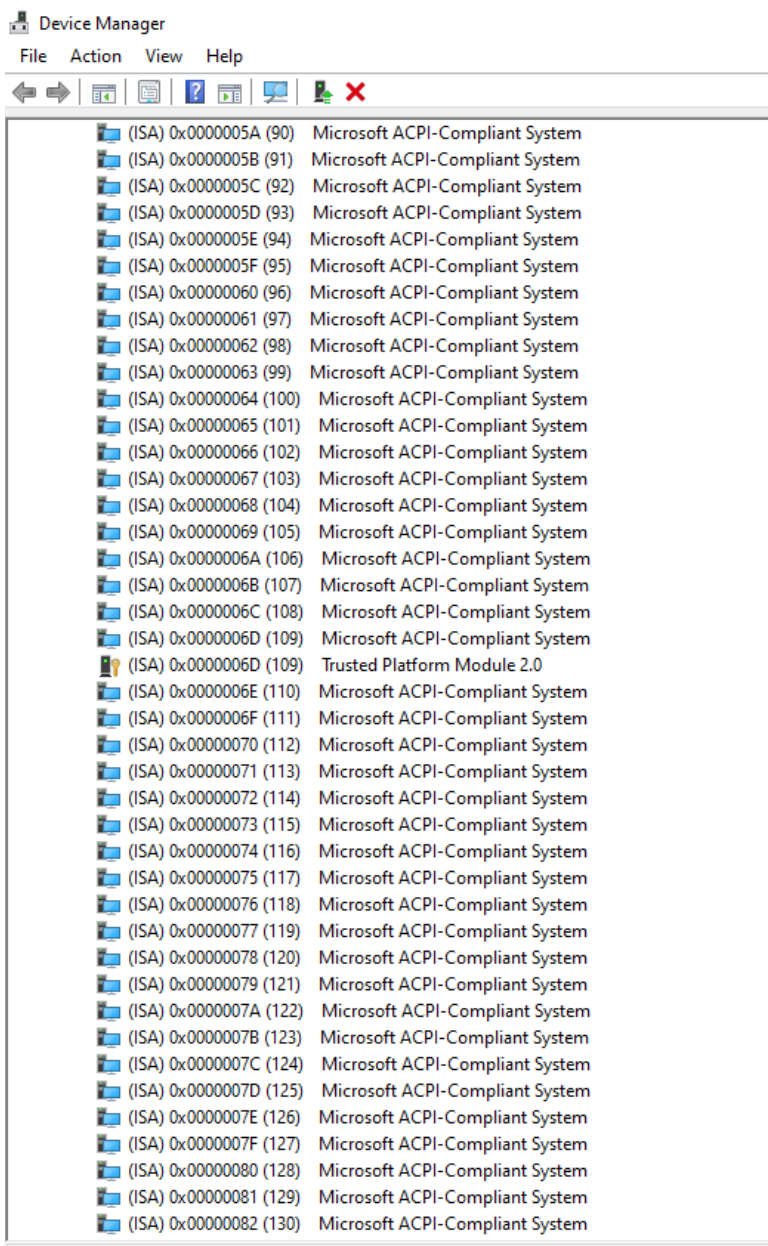 Device Manager
File Action View Help
(ISA) 0x0000005A (90) Microsoft ACPI-Compliant System
(ISA) 0x0000005B (91) Microsoft ACPI-Compliant System
(ISA) 0x0000005C (92) Microsoft ACPI-Compliant System
(ISA) 0x0000005D (93) Microsoft ACPI-Compliant System
(ISA) 0x0000005E (94) Microsoft ACPI-Compliant System
(ISA) 0x0000005F (95) Microsoft ACPI-Compliant System
(ISA) 0x00000060 (96) Microsoft ACPI-Compliant System
(ISA) 0x00000061 (97) Microsoft ACPI-Compliant System
(ISA) 0x00000062 (98) Microsoft ACPI-Compliant System
(ISA) 0x00000063 (99) Microsoft ACPI-Compliant System
(ISA) 0x00000064 (100) Microsoft ACPI-Compliant System
(ISA) 0x00000065 (101) Microsoft ACPI-Compliant System
(ISA) 0x00000066 (102) Microsoft ACPI-Compliant System
(ISA) 0x00000067 (103) Microsoft ACPI-Compliant System
(ISA) 0x00000068 (104) Microsoft ACPI-Compliant System
(ISA) 0x00000069 (105) Microsoft ACPI-Compliant System
(ISA) 0x0000006A (106) Microsoft ACPI-Compliant System
(ISA) 0x0000006B (107) Microsoft ACPI-Compliant System
(ISA) 0x0000006C (108) Microsoft ACPI-Compliant System
(ISA) 0x0000006D (109) Microsoft ACPI-Compliant System
(ISA) 0x0000006D (109) Trusted Platform Module 2.0
(ISA) 0x0000006E (110) Microsoft ACPI-Compliant System
(ISA) 0x0000006F (111) Microsoft ACPI-Compliant System
(ISA) 0x00000070 (112) Microsoft ACPI-Compliant System
(ISA) 0x00000071 (113) Microsoft ACPI-Compliant System
(ISA) 0x00000072 (114) Microsoft ACPI-Compliant System
(ISA) 0x00000073 (115) Microsoft ACPI-Compliant System
(ISA) 0x00000074 (116) Microsoft ACPI-Compliant System
(ISA) 0x00000075 (117) Microsoft ACPI-Compliant System
(ISA) 0x00000076 (118) Microsoft ACPI-Compliant System
(ISA) 0x00000077 (119) Microsoft ACPI-Compliant System
(ISA) 0x00000078 (120) Microsoft ACPI-Compliant System
(ISA) 0x00000079 (121) Microsoft ACPI-Compliant System
(ISA) 0x0000007A (122) Microsoft ACPI-Compliant System
(ISA) 0x0000007B (123) Microsoft ACPI-Compliant System
(ISA) 0x0000007C (124) Microsoft ACPI-Compliant System
(ISA) 0x0000007D (125) Microsoft ACPI-Compliant System
(ISA) 0x0000007E (126) Microsoft ACPI-Compliant System
(ISA) 0x0000007F (127) Microsoft ACPI-Compliant System
(ISA) 0x00000080 (128) Microsoft ACPI-Compliant System
(ISA) 0x00000081 (129) Microsoft ACPI-Compliant System
(ISA) 0x00000082 (130) Microsoft ACPI-Compliant System